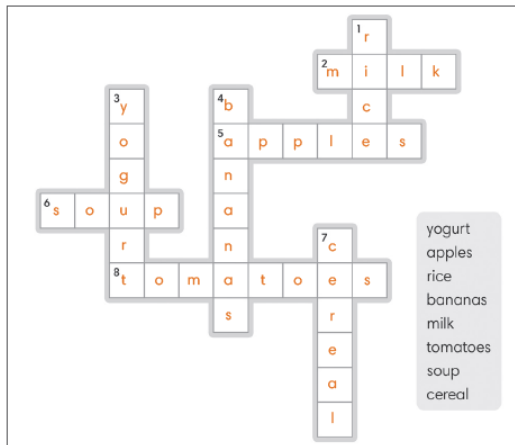 1 r
2 m i l k
3 y 4 b c
o 5 a p p l e s
g n
6 s o u p a
r n 7 c
8 t o m a t o e s
s r
e
a
l
yogurt
apples
rice
bananas
milk
tomatoes
soup
cereal